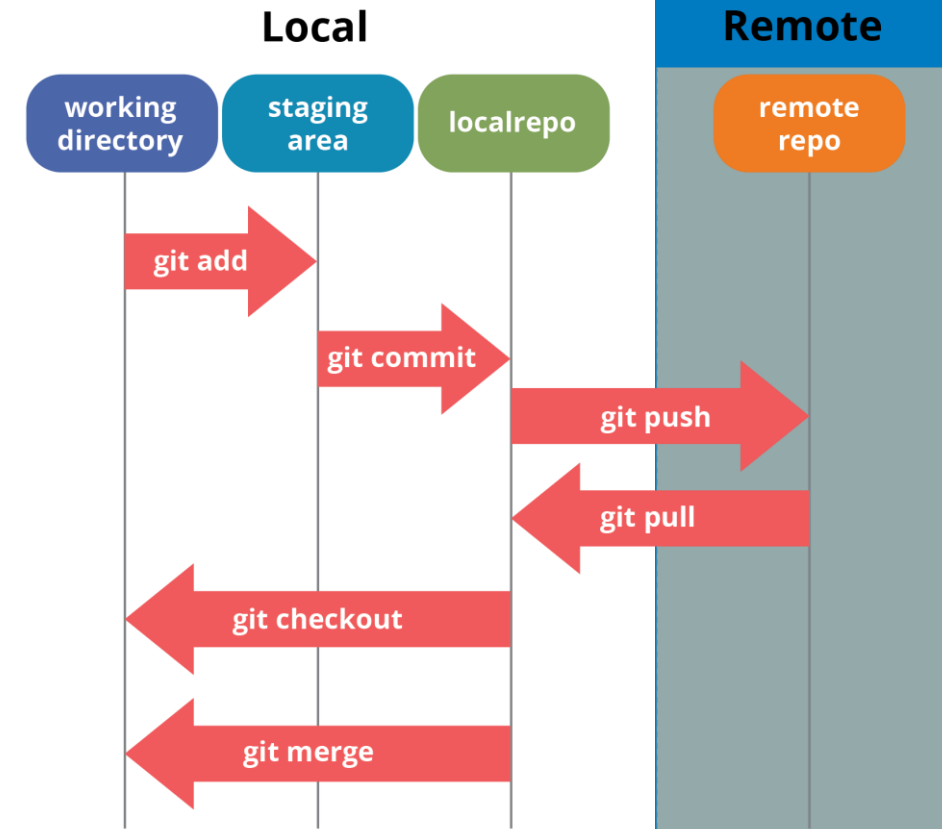 Local
Remote
working
directory
staging
area
localrepo
remote
repo
git add
git commit
git push
git pull
git checkout
git merge